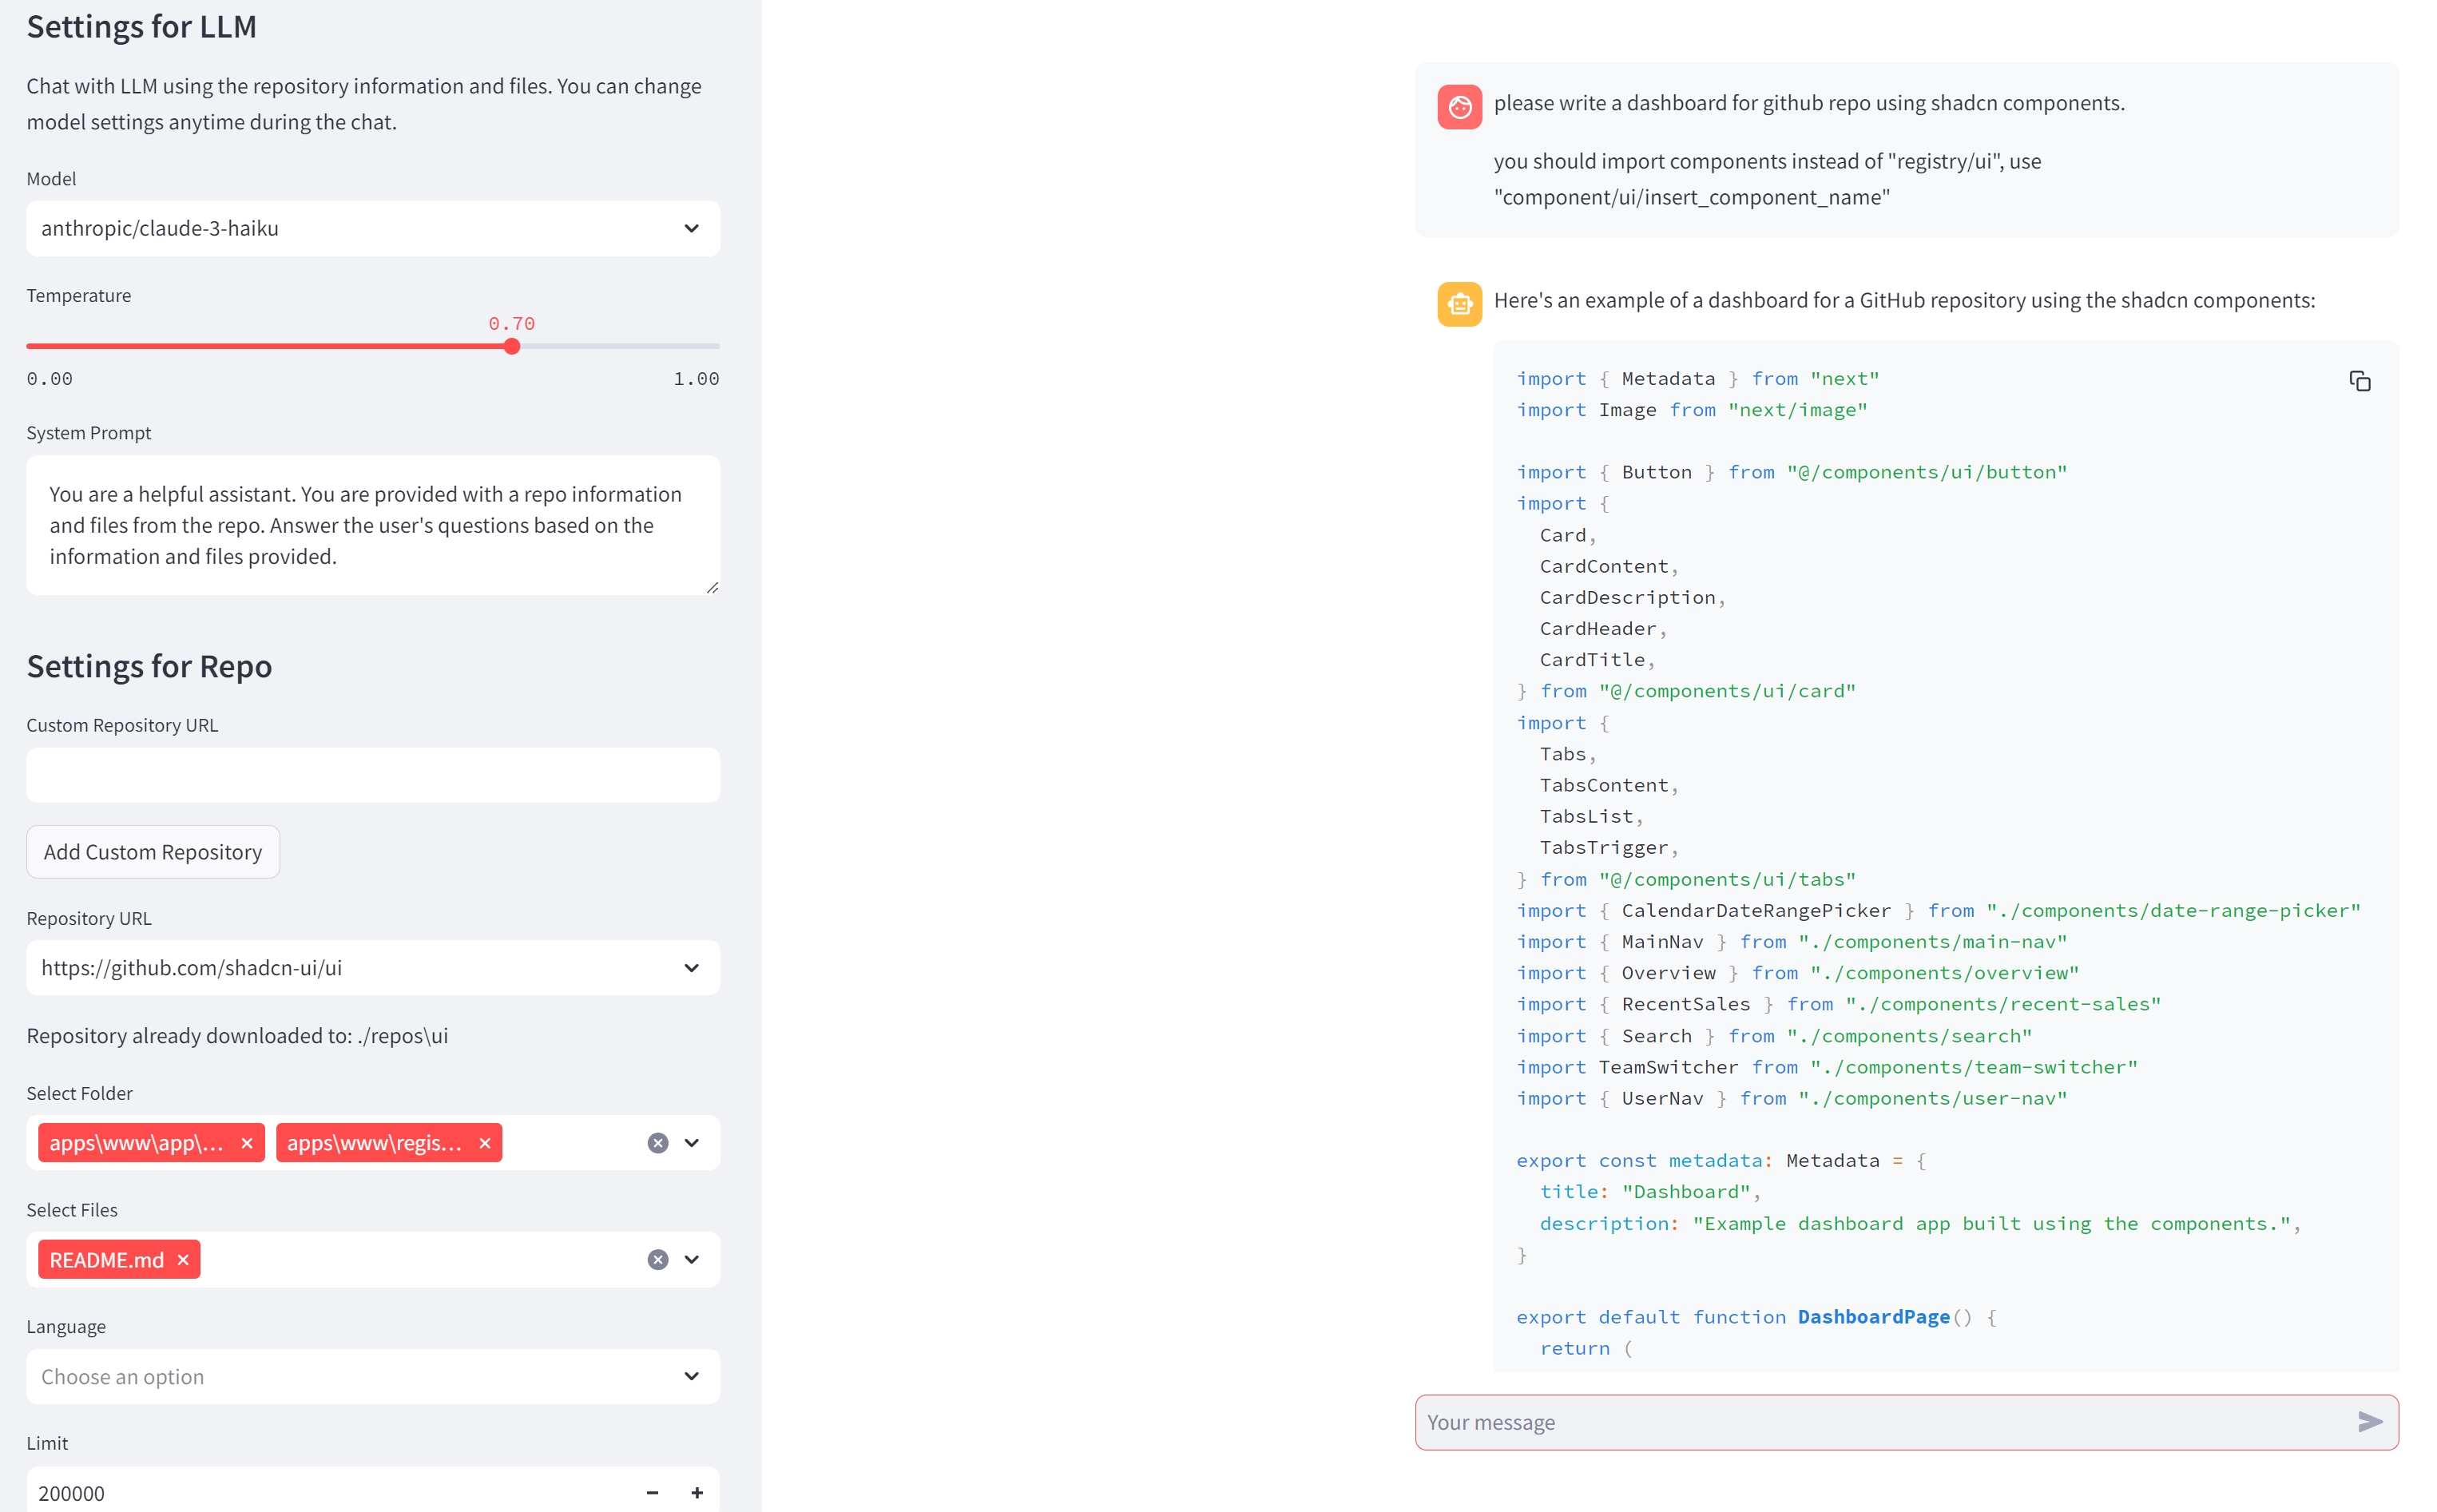 Settings for LLM
Chat with LLM using the repository information and files. You can change
model settings anytime during the chat.
Model
anthropic/claude-3-haiku
Temperature
0.70
0.00
1.00
System Prompt
You are a helpful assistant. You are provided with a repo information
and files from the repo. Answer the user's questions based on the
information and files provided.
Settings for Repo
Custom Repository URL
Add Custom Repository
Repository URL
https://github.com/shadcn-ui/ui
Repository already downloaded to: ./repos\ui
Select Folder
apps\www\app\...
apps\www\regis...
Select Files
README.md
Language
Choose an option
Limit
200000
please write a dashboard for github repo using shadcn components.
you should import components instead of "registry/ui", use
"component/ui/insert_component_name"
Here's an example of a dashboard for a GitHub repository using the shadcn components:
import { Metadata } from "next"
import Image from "next/image"
import { Button } from "@/components/ui/button"
import {
  Card,
  CardContent,
  CardDescription,
  CardHeader,
  CardTitle,
} from "@/components/ui/card"
import {
  Tabs,
  TabsContent,
  TabsList,
  TabsTrigger,
} from "@/components/ui/tabs"
import { CalendarDateRangePicker } from "./components/date-range-picker"
import { MainNav } from "./components/main-nav"
import { Overview } from "./components/overview"
import { RecentSales } from "./components/recent-sales"
import { Search } from "./components/search"
import TeamSwitcher from "./components/team-switcher"
import { UserNav } from "./components/user-nav"
export const metadata: Metadata = {
  title: "Dashboard",
  description: "Example dashboard app built using the components.",
}
export default function DashboardPage() {
  return (
Your message